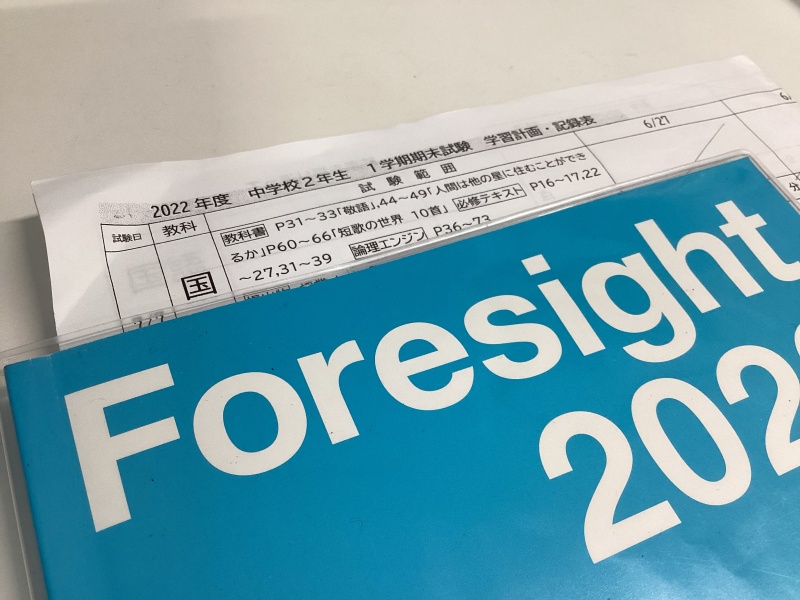 2022年度 中学校2年生 1学期期末試験 学習計画・記録表
試験日 教科 試験範囲 6/27
国
教科書 P31～33「敬語」,44～49「人間は他の星に住むことができ
るか」P60～66「短歌の世界 10首」 必修テキスト P16～17,22
～27,31～39 論理エンジン P36～73
7/7
Foresight
202